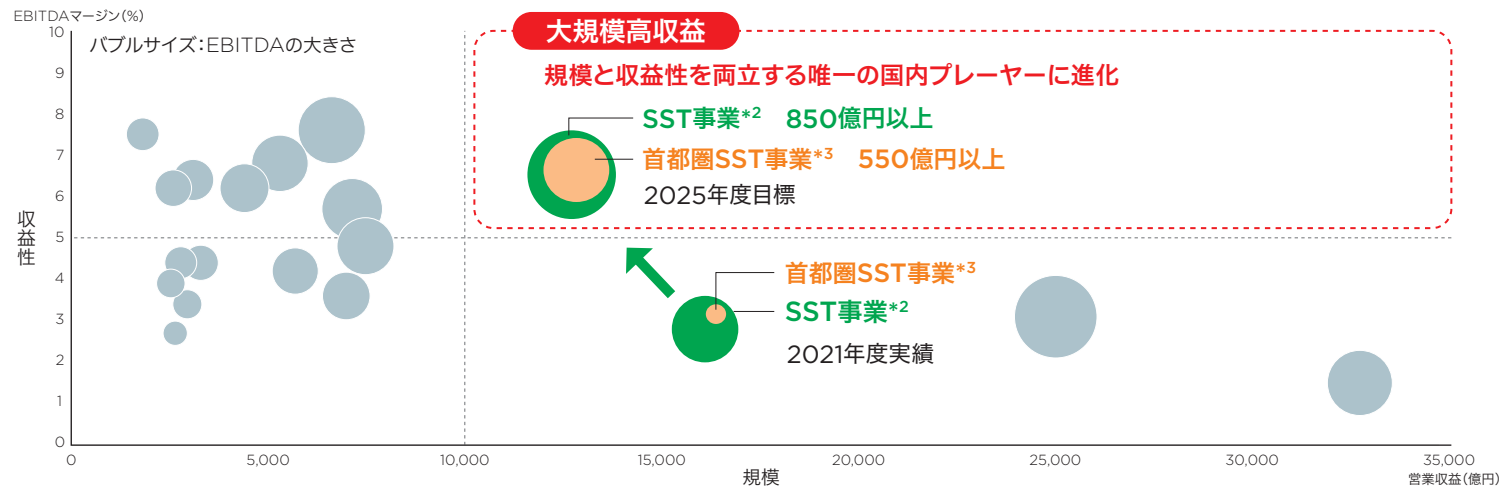 EBITDAマージン(%)
バブルサイズ:EBITDAの大きさ
大規模高収益
規模と収益性を両立する唯一の国内プレーヤーに進化
SST事業*2 850億円以上
首都圏SST事業*3 550億円以上
2025年度目標
首都圏SST事業*3
SST事業*2
2021年度実績
収益性
10
9
8
7
6
5
4
3
2
1
0
0 5,000 10,000 15,000 20,000 25,000 30,000 35,000
規模
営業収益(億円)